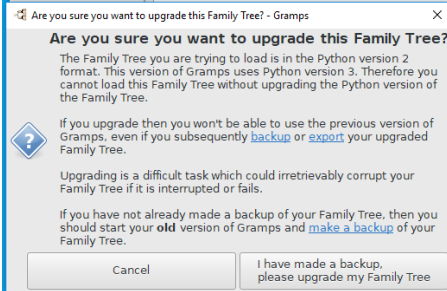 Are you sure you want to upgrade this Family Tree? - Gramps
Are you sure you want to upgrade this Family Tree?
The Family Tree you are trying to load is in the Python version 2
format. This version of Gramps uses Python version 3. Therefore you
cannot load this Family Tree without upgrading the Python version of
the Family Tree.
If you upgrade then you won't be able to use the previous version of
Gramps, even if you subsequently backup or export your upgraded
Family Tree.
Upgrading is a difficult task which could irretrievably corrupt your
Family Tree if it is interrupted or fails.
If you have not already made a backup of your Family Tree, then you
should start your old version of Gramps and make a backup of your
Family Tree.
Cancel
I have made a backup,
please upgrade my Family Tree